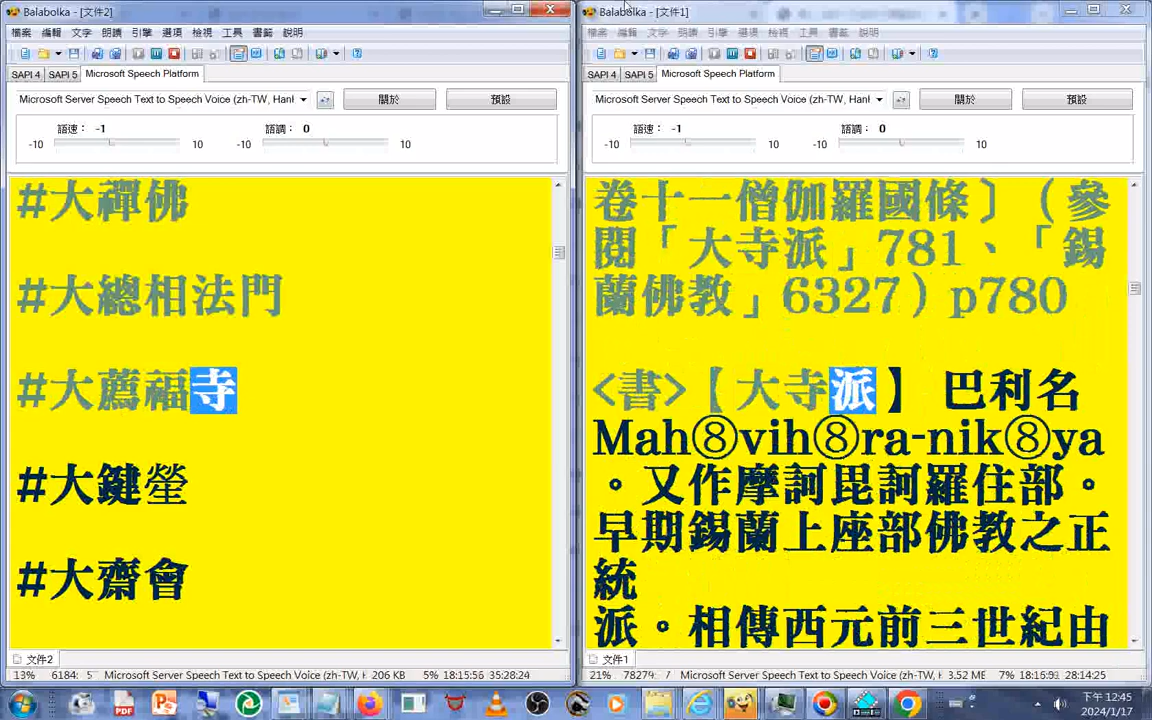 Balabolka - [文件2]
檔案 編輯 文字 朗讀 引擎 選項 檢視 工具 書籤 說明
SAPI 4 SAPI 5 Microsoft Speech Platform
Microsoft Server Speech Text to Speech Voice (zh-TW, Hanl
關於
預設
語速： -1
語調： 0
-10 10 -10 10
#大禪佛
#大總相法門
#大薦福寺
#大鍵塋
#大齋會
文件2
13% 6184: 5 Microsoft Server Speech Text to Speech Voice (zh-TW, H 206 KB 5% 18:15:56 35:28:24
Balabolka - [文件1]
檔案 編輯 文字 朗讀 引擎 選項 檢視 工具 書籤 說明
SAPI 4 SAPI 5 Microsoft Speech Platform
Microsoft Server Speech Text to Speech Voice (zh-TW, Hanl
關於
預設
語速： -1
語調： 0
-10 10 -10 10
卷十一僧伽羅國條〕（參
閱「大寺派」781、「錫
蘭佛教」6327）p780
<書>【大寺派】 巴利名
Mah⑧vih⑧ra-nik⑧ya
。又作摩訶毘訶羅住部。
早期錫蘭上座部佛教之正
統
派。相傳西元前三世紀由
文件1
21% 78279: 7 Microsoft Server Speech Text to Speech Voice (zh-TW, H 3.52 MB 7% 18:16:59 28:14:25
下午 12:45
2024/1/17